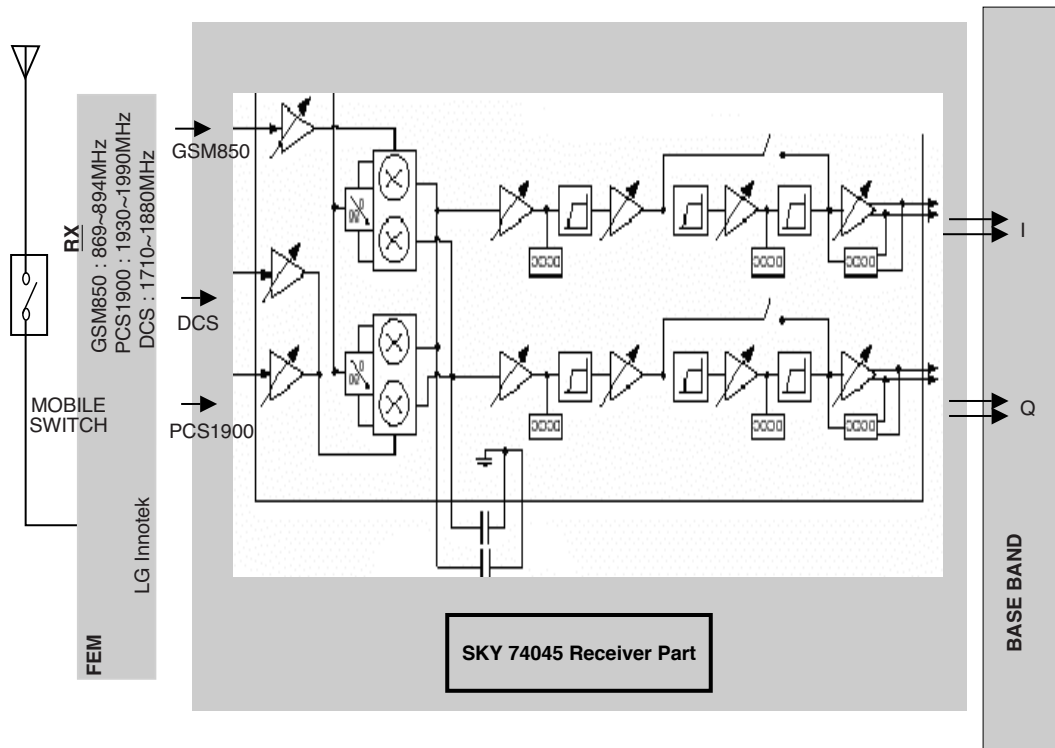 RX
GSM850 : 869~894MHz
PCS1900 : 1930~1990MHz
DCS : 1710~1880MHz
MOBILE
SWITCH
LG Innotek
FEM
GSM850
DCS
PCS1900
I
Q
BASE BAND
SKY 74045 Receiver Part